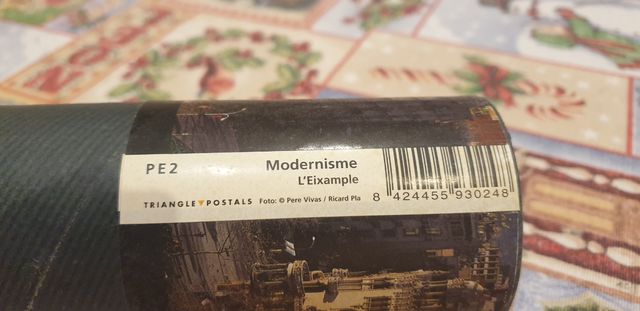 PE2
Modernisme
L'Eixample
TRIANGLE▼POSTALS Foto: © Pere Vivas / Ricard Pla
8 424455 930248